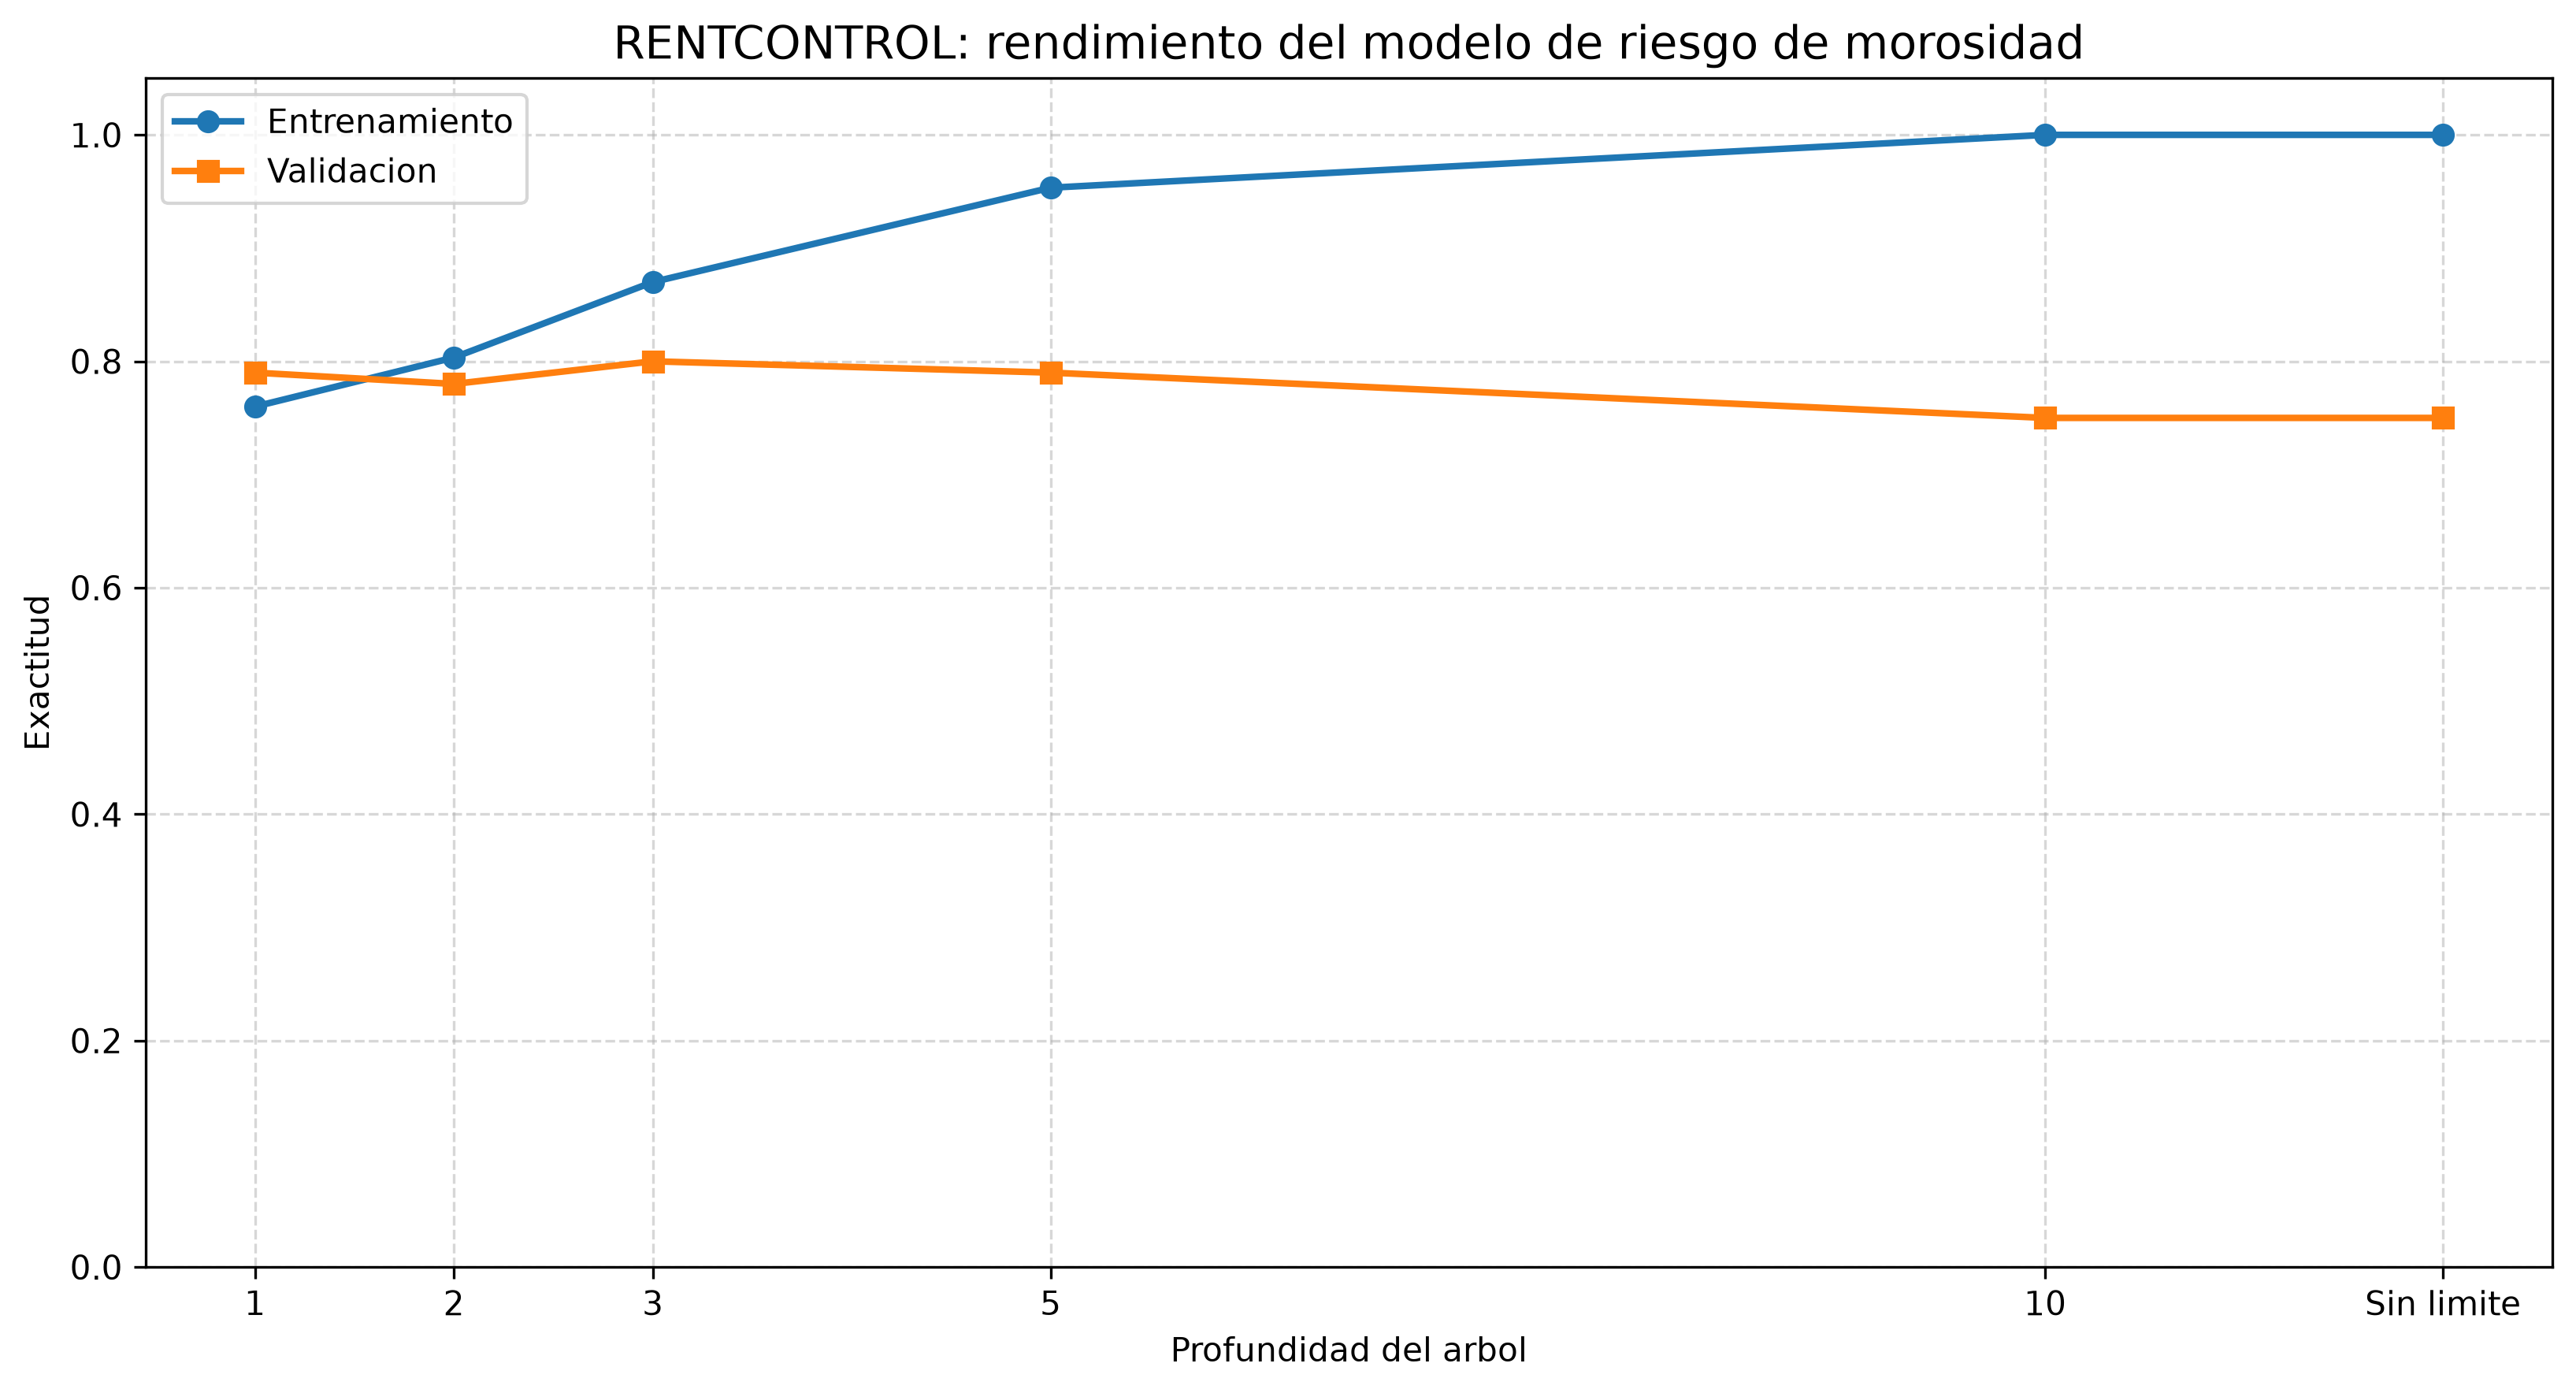 RENTCONTROL: rendimiento del modelo de riesgo de morosidad
Entrenamiento
Validacion
1.0
0.8
0.6
0.4
0.2
0.0
Exactitud
1 2 3 5 10 Sin limite
Profundidad del arbol